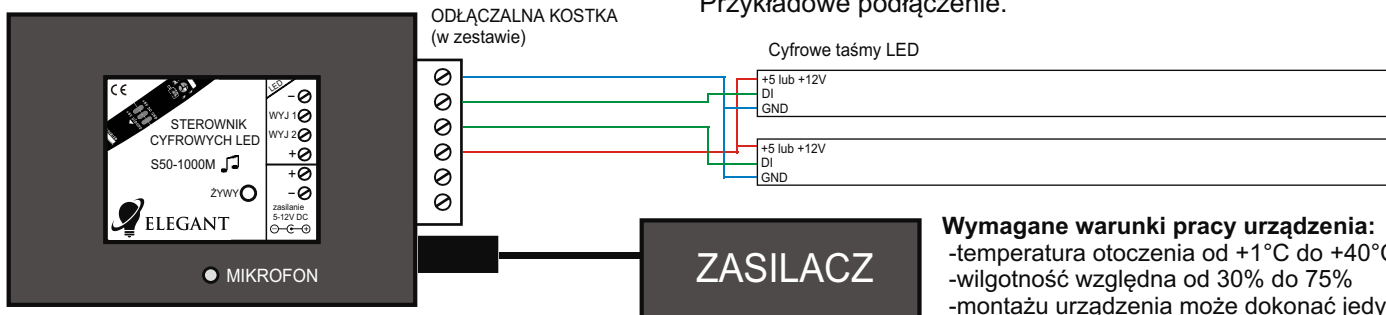 Przykładowe podłączenie.
ODŁĄCZALNA KOSTKA
(w zestawie)
Cyfrowe taśmy LED
+5 lub +12V
DI
GND
+5 lub +12V
DI
GND
CE
LED
STEROWNIK
CYFROWYCH LED
S50-1000M
ŻYWY
ELEGANT
-
WYJ 1
WYJ 2
+
+
-
zasilanie
5-12V DC
MIKROFON
ZASILACZ
Wymagane warunki pracy urządzenia:
-temperatura otoczenia od +1°C do +40°C
-wilgotność względna od 30% do 75%
-montażu urządzenia może dokonać jedy